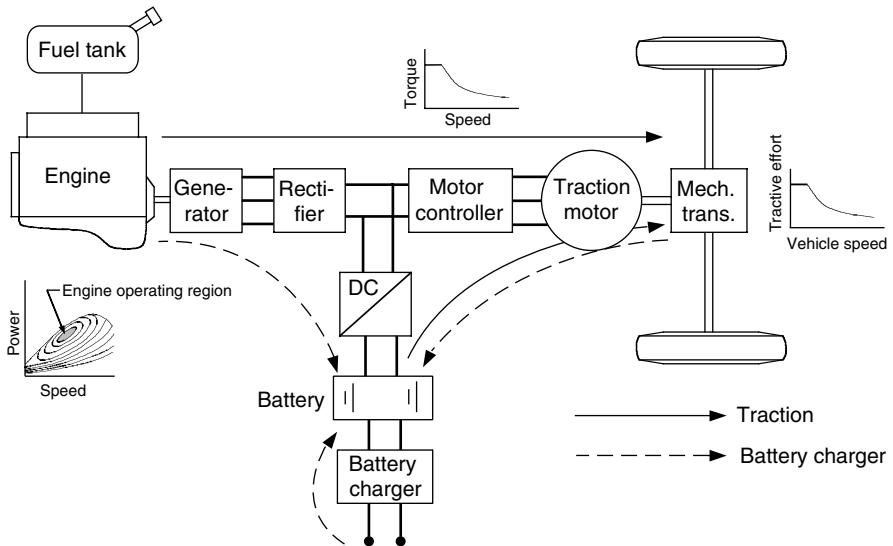 Fuel tank
Engine
Gene-
rator
Recti-
fier
Motor
controller
Traction
motor
Mech.
trans.
Torque
Speed
Tractive effort
Vehicle speed
Engine operating region
Power
Speed
DC
Battery
Battery
charger
Traction
Battery charger